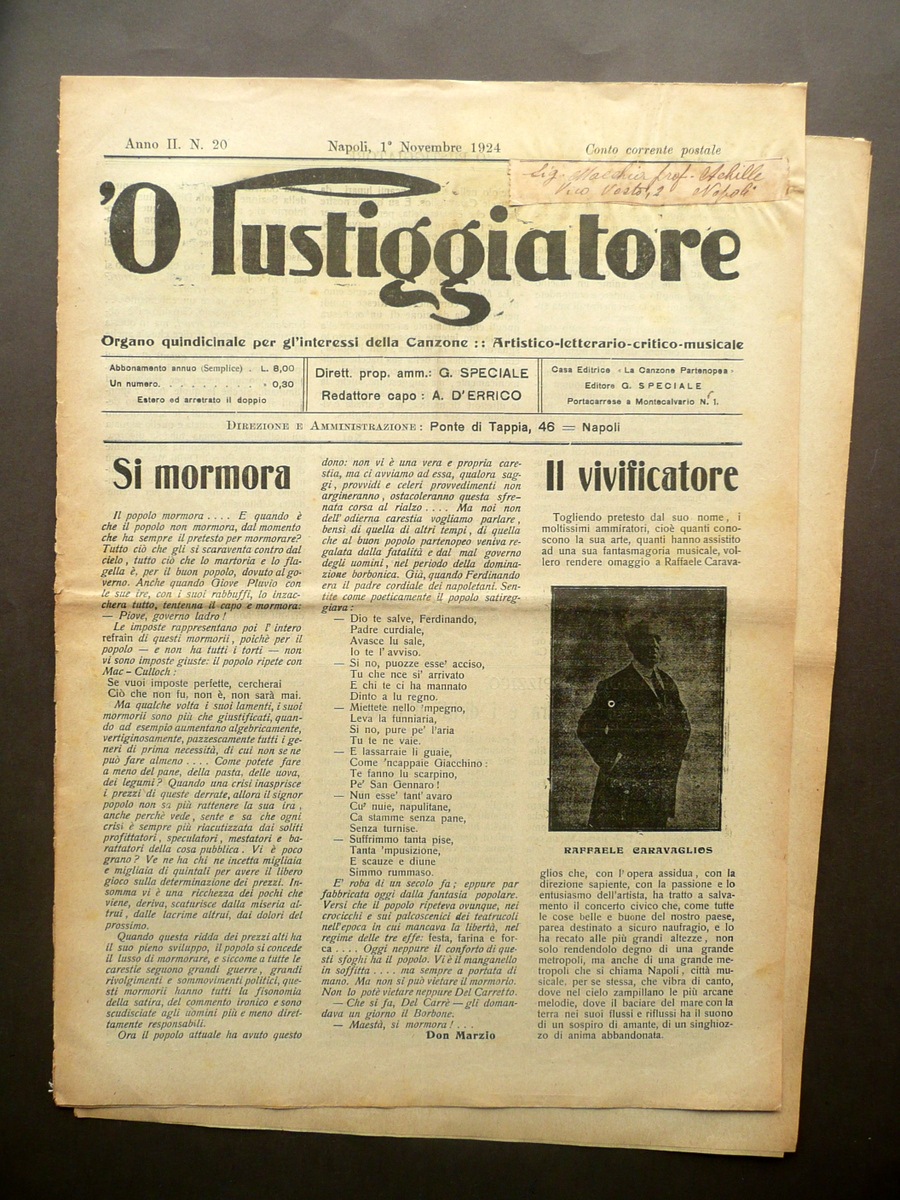 Anno II. N. 20
Napoli, 1° Novembre 1924
Conto corrente postale
Sig. prof. Achille
Vico 2 Napoli
'O Fustiggiatore
Organo quindicinale per gl'interessi della Canzone :: Artistico-letterario-critico-musicale
Abbonamento annuo (Semplice) . L. 8,00
Un numero. . . . . . . . . » 0,30
Estero ed arretrato il doppio
Dirett. prop. amm.: G. SPECIALE
Redattore capo : A. D'ERRICO
Casa Editrice « La Canzone Partenopea »
Editore G. SPECIALE
Portacarrese a Montecalvario N. 1.
DIREZIONE E AMMINISTRAZIONE : Ponte di Tappia, 46 = Napoli
Si mormora
Il popolo mormora . . . . E quando è
che il popolo non mormora, dal momento
che ha sempre il pretesto per mormorare?
Tutto ciò che gli si scaraventa contro dal
cielo , tutto ciò che lo martoria e lo fla-
gella è, per il buon popolo, dovuto al go-
verno. Anche quando Giove Pluvio con
le sue ire, con i suoi rabbuffi, lo inzac-
chera tutto, tentenna il capo e mormora:
— Piove, governo ladro !
Le imposte rappresentano poi l' intero
refrain di questi mormorii, poichè per il
popolo — e non ha tutti i torti — non
vi sono imposte giuste: il popolo ripete con
Mac - Culloch :
Se vuoi imposte perfette, cercherai
Ciò che non fu, non è, non sarà mai.
Ma qualche volta i suoi lamenti, i suoi
mormorii sono più che giustificati, quan-
do ad esempio aumentano algebricamente,
vertiginosamente, pazzescamente tutti i ge-
neri di prima necessità, di cui non se ne
può fare almeno . . . . Come potete fare
a meno del pane, della pasta, delle uova,
dei legumi ? Quando una crisi inasprisce
i prezzi di queste derrate, allora il signor
popolo non sa più rattenere la sua ira ,
anche perchè vede , sente e sa che ogni
crisi è sempre più riacutizzata dai soliti
profittatori, speculatori, mestatori e ba-
rattatori della cosa pubblica . Vi è poco
grano ? Ve ne ha chi ne incetta migliaia
e migliaia di quintali per avere il libero
gioco sulla determinazione dei prezzi. In-
somma vi è una ricchezza dei pochi che
viene, deriva, scaturisce dalla miseria al-
trui , dalle lacrime altrui, dai dolori del
prossimo.
Quando questa ridda dei prezzi alti ha
il suo pieno sviluppo, il popolo si concede
il lusso di mormorare, e siccome a tutte le
carestie seguono grandi guerre , grandi
rivolgimenti e sommovimenti politici, que-
sti mormorii hanno tutti la fisonomia
della satira, del commento ironico e sono
scudisciate agli uomini più e meno diret-
tamente responsabili.
Ora il popolo attuale ha avuto questo
dono: non vi è una vera e propria care-
stia, ma ci avviamo ad essa, qualora sag-
gi , provvidi e celeri provvedimenti non
argineranno , ostacoleranno questa sfre-
nata corsa al rialzo . . . . Ma noi non
dell' odierna carestia vogliamo parlare ,
bensì di quella di altri tempi , di quella
che al buon popolo partenopeo veniva re-
galata dalla fatalità e dal mal governo
degli uomini , nel periodo della domina-
zione borbonica. Già, quando Ferdinando
era il padre cordiale dei napoletani. Sen-
tite come poeticamente il popolo satireg-
giava :
— Dio te salve, Ferdinando,
Padre curdiale,
Avasce lu sale,
Io te l' avviso.
— Si no, puozze esse' acciso,
Tu che nce si' arrivato
E chi te ci ha mannato
Dinto a lu regno.
— Miettete nello 'mpegno,
Leva la funniaria,
Si no, pure pe' l'aria
Tu te ne vaie.
— E lassarraie li guaie,
Come 'ncappaie Giacchino :
Te fanno lu scarpino,
Pe' San Gennaro !
— Nun esse' tant' avaro
Cu' nuie, napulitane,
Ca stamme senza pane,
Senza turnise.
— Suffrimmo tanta pise,
Tanta 'mpusizione,
E scauze e diune
Simmo rummaso.
E' roba di un secolo fa ; eppure par
fabbricata oggi dalla fantasia popolare.
Versi che il popolo ripeteva ovunque, nei
crocicchi e sui palcoscenici dei teatrucoli
nell'epoca in cui mancava la libertà, nel
regime delle tre effe: festa, farina e for-
ca . . . . Oggi neppure il conforto di que-
sti sfoghi ha il popolo. Vi è il manganello
in soffitta . . . . ma sempre a portata di
mano. Ma non si può vietare il mormorio.
Non lo potè vietare neppure Del Carretto.
— Che si fa, Del Carrè — gli doman-
dava un giorno il Borbone.
— Maestà, si mormora ! . . .
Don Marzio
Il vivificatore
Togliendo pretesto dal suo nome , i
moltissimi ammiratori, cioè quanti cono-
scono la sua arte, quanti hanno assistito
ad una sua fantasmagoria musicale, vol-
lero rendere omaggio a Raffaele Carava-
RAFFAELE CARAVAGLIOS
glios che, con l'opera assidua , con la
direzione sapiente, con la passione e lo
entusiasmo dell'artista, ha tratto a salva-
mento il concerto civico che, come tutte
le cose belle e buone del nostro paese,
parea destinato a sicuro naufragio, e lo
ha recato alle più grandi altezze , non
solo rendendolo degno di una grande
metropoli, ma anche di una grande me-
tropoli che si chiama Napoli , città mu-
sicale, per se stessa, che vibra di canto,
dove nel cielo zampillano le più arcane
melodie, dove il baciare del mare con la
terra nei suoi flussi e riflussi ha il suono
di un sospiro di amante, di un singhioz-
zo di anima abbandonata.